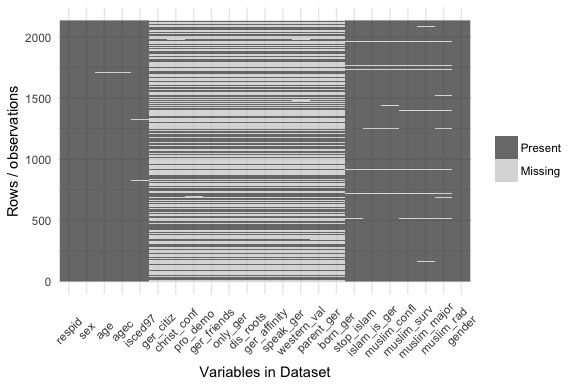 2000
1500
1000
500
0
Rows / observations
Present
Missing
respid
sex
age
agec
isced97
ger_citiz
christ_conf
pro_demo
ger_friends
only_ger
dis_roots
ger_affinity
speak_ger
western_val
parent_ger
born_ger
stop_islam
islam_is_ger
muslim_confl
muslim_surv
muslim_major
muslim_rad
gender
Variables in Dataset